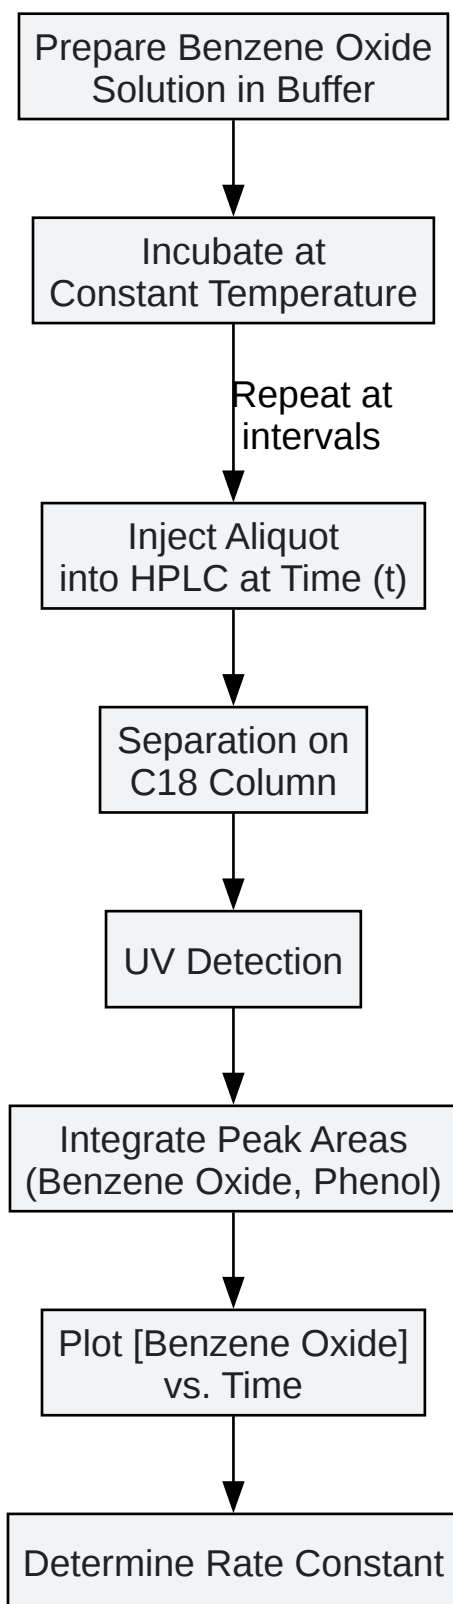 Prepare Benzene Oxide
Solution in Buffer
Incubate at
Constant Temperature
Repeat at
intervals
Inject Aliquot
into HPLC at Time (t)
Separation on
C18 Column
UV Detection
Integrate Peak Areas
(Benzene Oxide, Phenol)
Plot [Benzene Oxide]
vs. Time
Determine Rate Constant